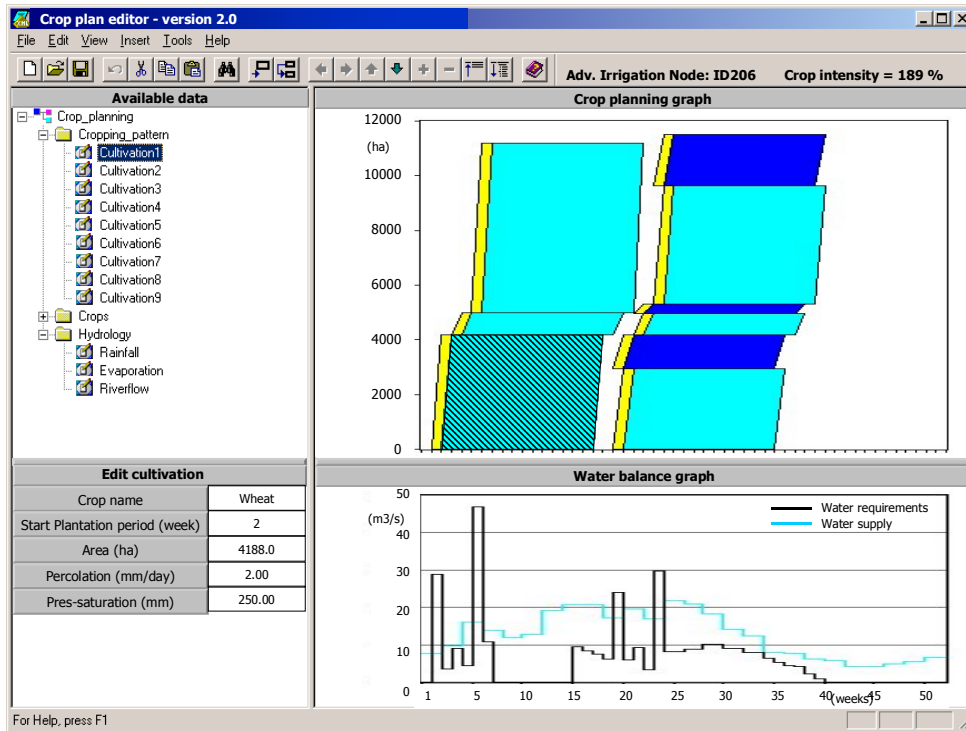 Crop plan editor - version 2.0
File Edit View Insert Tools Help
Adv. Irrigation Node: ID206 Crop intensity = 189 %
Available data
Crop_planning
Cropping_pattern
Cultivation1
Cultivation2
Cultivation3
Cultivation4
Cultivation5
Cultivation6
Cultivation7
Cultivation8
Cultivation9
Crops
Hydrology
Rainfall
Evaporation
Riverflow
Crop planning graph
12000
(ha)
10000
8000
6000
4000
2000
0
Edit cultivation
Crop name Wheat
Start Plantation period (week) 2
Area (ha) 4188.0
Percolation (mm/day) 2.00
Pres-saturation (mm) 250.00
Water balance graph
50
(m3/s)
40
30
20
10
0
Water requirements
Water supply
1 5 10 15 20 25 30 35 40 45 50
(weeks)
For Help, press F1